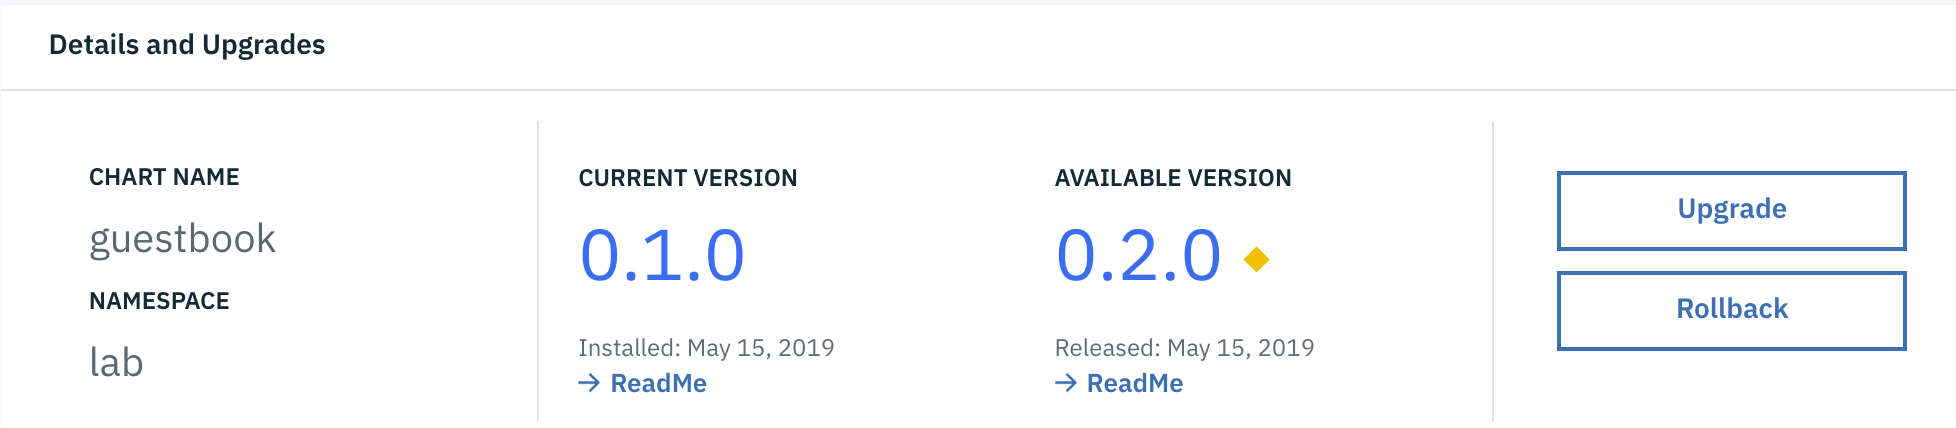 Details and Upgrades
CHART NAME
guestbook
NAMESPACE
lab
CURRENT VERSION
0.1.0
Installed: May 15, 2019
→ ReadMe
AVAILABLE VERSION
0.2.0
Released: May 15, 2019
→ ReadMe
Upgrade
Rollback